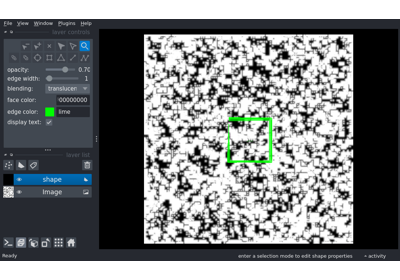 File View Window Plugins Help
layer controls
opacity: 0.70
edge width: 1
blending: translucen
face color: 00000000
edge color: lime
display text:
layer list
shape
Image
Ready enter a selection mode to edit shape properties activity